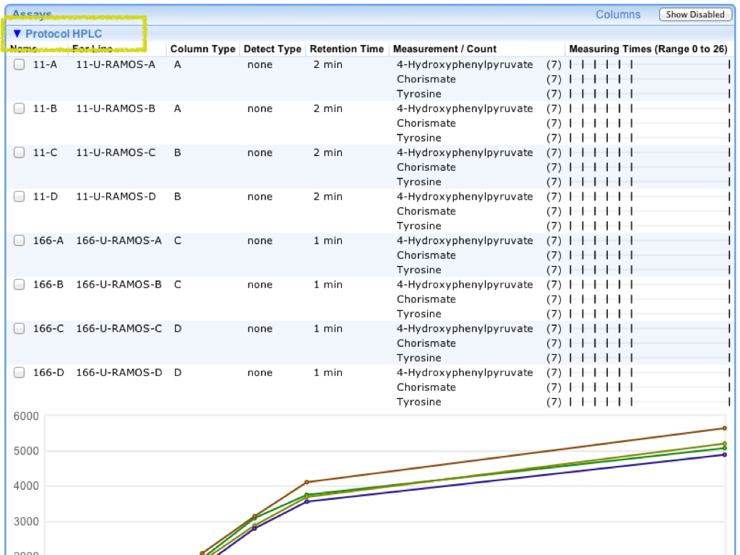 Assays
Columns Show Disabled
▼ Protocol HPLC
Name For Line Column Type Detect Type Retention Time Measurement / Count Measuring Times (Range 0 to 26)
11-A 11-U-RAMOS-A A none 2 min 4-Hydroxyphenylpyruvate (7)
Chorismate (7)
Tyrosine (7)
11-B 11-U-RAMOS-B A none 2 min 4-Hydroxyphenylpyruvate (7)
Chorismate (7)
Tyrosine (7)
11-C 11-U-RAMOS-C B none 2 min 4-Hydroxyphenylpyruvate (7)
Chorismate (7)
Tyrosine (7)
11-D 11-U-RAMOS-D B none 2 min 4-Hydroxyphenylpyruvate (7)
Chorismate (7)
Tyrosine (7)
166-A 166-U-RAMOS-A C none 1 min 4-Hydroxyphenylpyruvate (7)
Chorismate (7)
Tyrosine (7)
166-B 166-U-RAMOS-B C none 1 min 4-Hydroxyphenylpyruvate (7)
Chorismate (7)
Tyrosine (7)
166-C 166-U-RAMOS-C D none 1 min 4-Hydroxyphenylpyruvate (7)
Chorismate (7)
Tyrosine (7)
166-D 166-U-RAMOS-D D none 1 min 4-Hydroxyphenylpyruvate (7)
Chorismate (7)
Tyrosine (7)
6000
5000
4000
3000